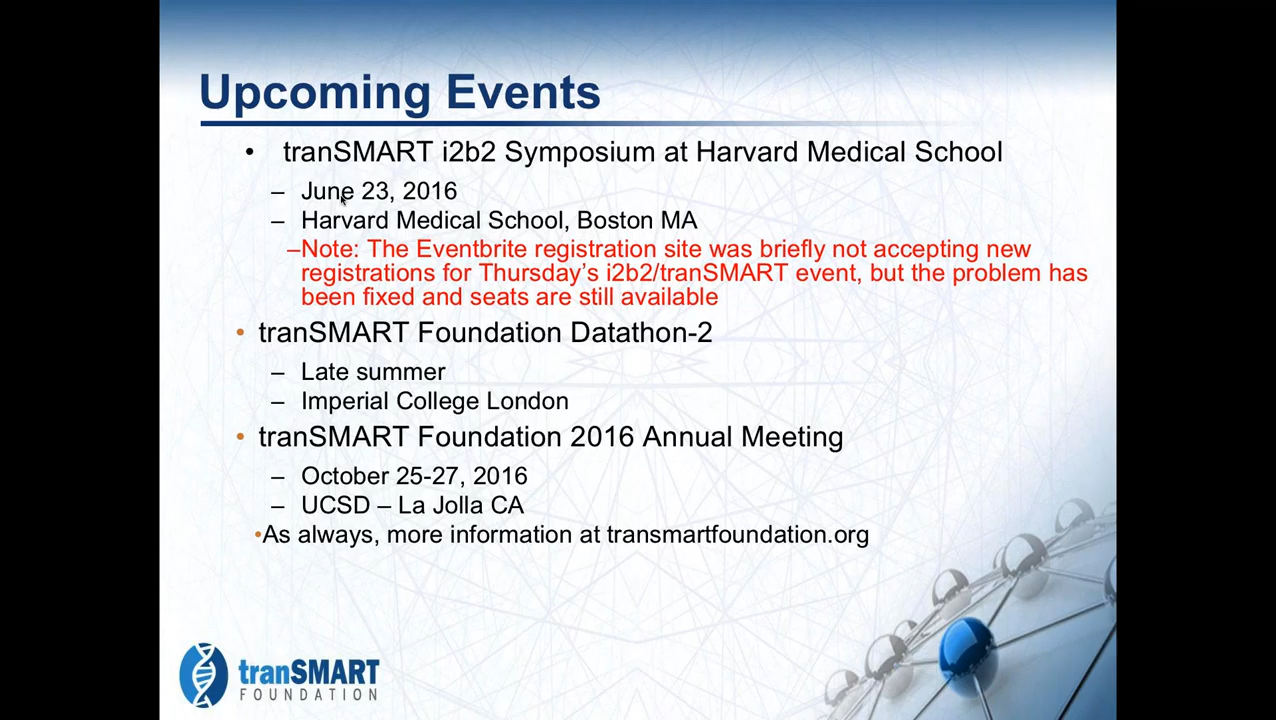 Upcoming Events
• tranSMART i2b2 Symposium at Harvard Medical School
– June 23, 2016
– Harvard Medical School, Boston MA
–Note: The Eventbrite registration site was briefly not accepting new
registrations for Thursday’s i2b2/tranSMART event, but the problem has
been fixed and seats are still available
• tranSMART Foundation Datathon-2
– Late summer
– Imperial College London
• tranSMART Foundation 2016 Annual Meeting
– October 25-27, 2016
– UCSD – La Jolla CA
•As always, more information at transmartfoundation.org
tranSMART
FOUNDATION